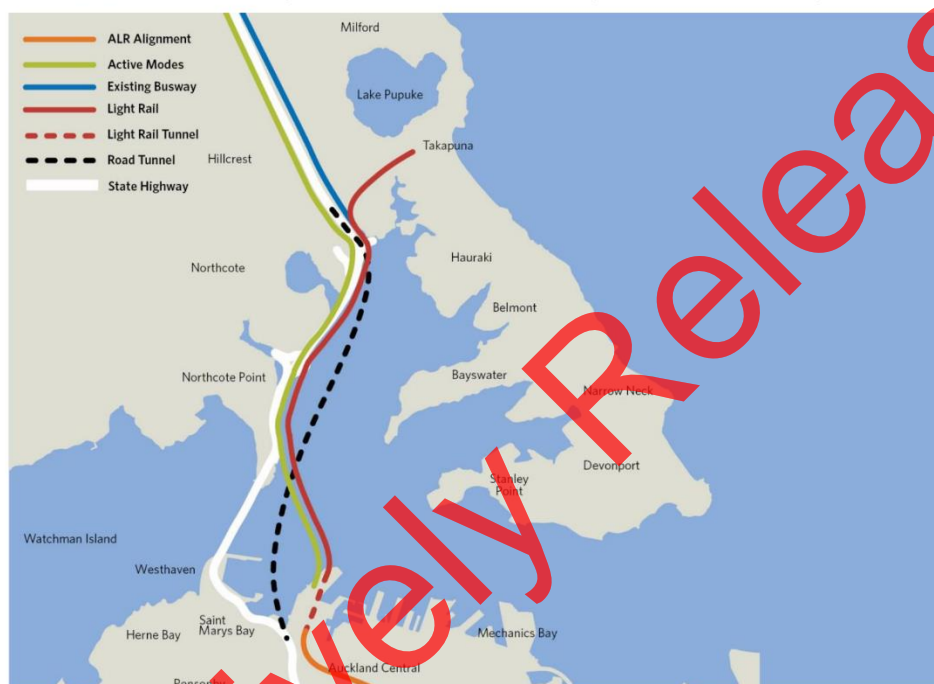 Milford
ALR Alignment
Active Modes
Existing Busway
Light Rail
Light Rail Tunnel
Road Tunnel
State Highway
Lake Pupuke
Takapuna
Hillcrest
Hauraki
Northcote
Belmont
Northcote Point
Bayswater
Narrow Neck
Devonport
Stanley
Point
Watchman Island
Westhaven
Saint
Marys Bay
Herne Bay
Mechanics Bay
Auckland Central